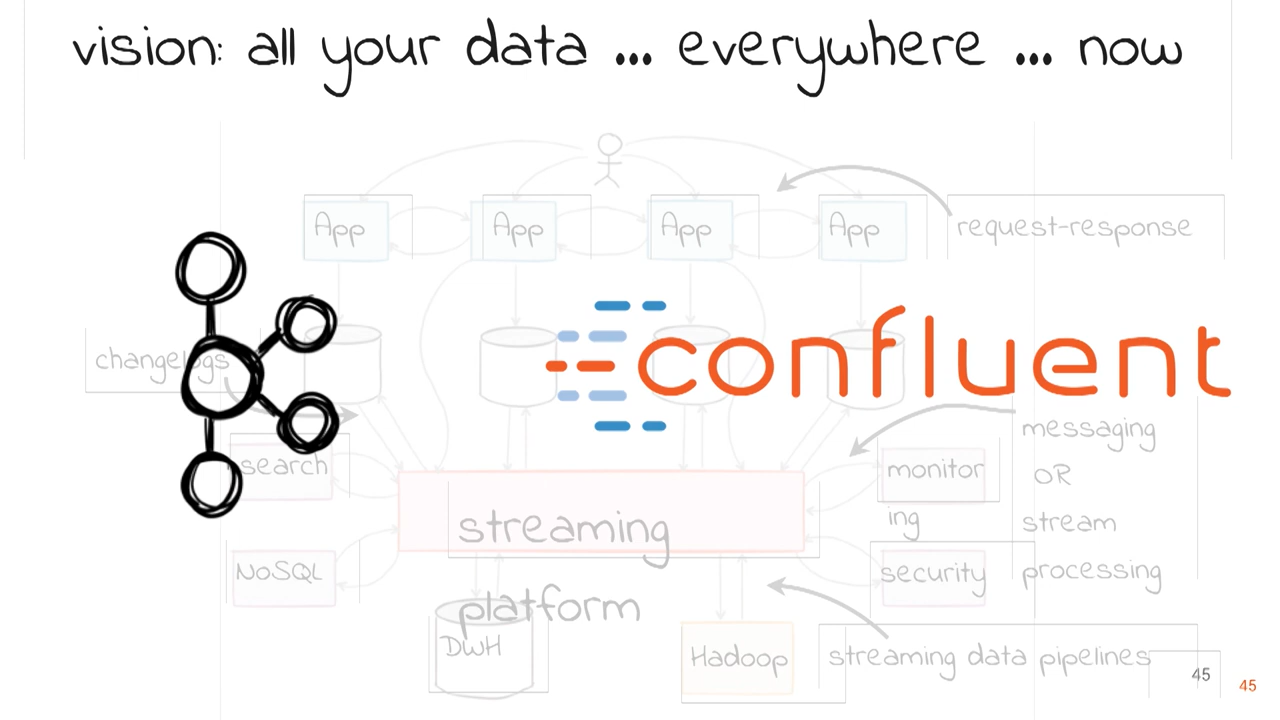 vision: all your data ... everywhere ... now
App
App
App
App
request-response
changelogs
confluent
search
monitor
ing
messaging
OR
stream
processing
streaming
platform
NoSQL
security
DWH
Hadoop
streaming data pipelines
45
45